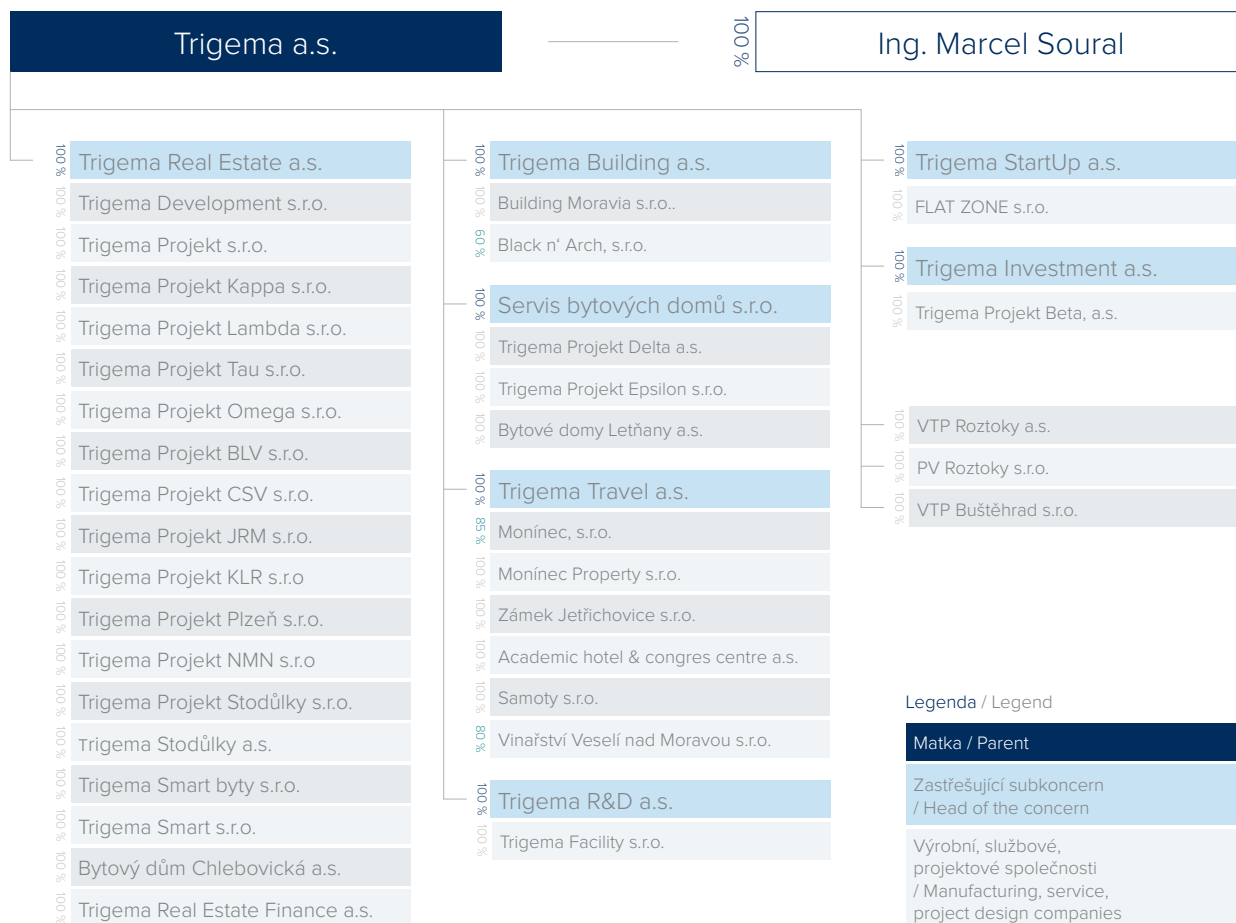 Trigema a.s.
100 %
Ing. Marcel Soural
100 %
Trigema Real Estate a.s.
100 %
Trigema Development s.r.o.
100 %
Trigema Projekt s.r.o.
100 %
Trigema Projekt Kappa s.r.o.
100 %
Trigema Projekt Lambda s.r.o.
100 %
Trigema Projekt Tau s.r.o.
100 %
Trigema Projekt Omega s.r.o.
100 %
Trigema Projekt BLV s.r.o.
100 %
Trigema Projekt CSV s.r.o.
100 %
Trigema Projekt JRM s.r.o.
100 %
Trigema Projekt KLR s.r.o
100 %
Trigema Projekt Plzeň s.r.o.
100 %
Trigema Projekt NMN s.r.o
100 %
Trigema Projekt Stodůlky s.r.o.
100 %
Trigema Stodůlky a.s.
100 %
Trigema Smart byty s.r.o.
100 %
Trigema Smart s.r.o.
100 %
Bytový dům Chlebovická a.s.
100 %
Trigema Real Estate Finance a.s.
100 %
Trigema Building a.s.
100 %
Building Moravia s.r.o..
60 %
Black n‘ Arch, s.r.o.
100 %
Servis bytových domů s.r.o.
100 %
Trigema Projekt Delta a.s.
100 %
Trigema Projekt Epsilon s.r.o.
100 %
Bytové domy Letňany a.s.
100 %
Trigema Travel a.s.
85 %
Monínec, s.r.o.
100 %
Monínec Property s.r.o.
100 %
Zámek Jetřichovice s.r.o.
100 %
Academic hotel & congres centre a.s.
100 %
Samoty s.r.o.
80 %
Vinařství Veselí nad Moravou s.r.o.
100 %
Trigema R&D a.s.
100 %
Trigema Facility s.r.o.
100 %
Trigema StartUp a.s.
100 %
FLAT ZONE s.r.o.
100 %
Trigema Investment a.s.
100 %
Trigema Projekt Beta, a.s.
100 %
VTP Roztoky a.s.
100 %
PV Roztoky s.r.o.
100 %
VTP Buštěhrad s.r.o.
Legenda / Legend
Matka / Parent
Zastřešující subkoncern
/ Head of the concern
Výrobní, službové,
projektové společnosti
/ Manufacturing, service,
project design companies